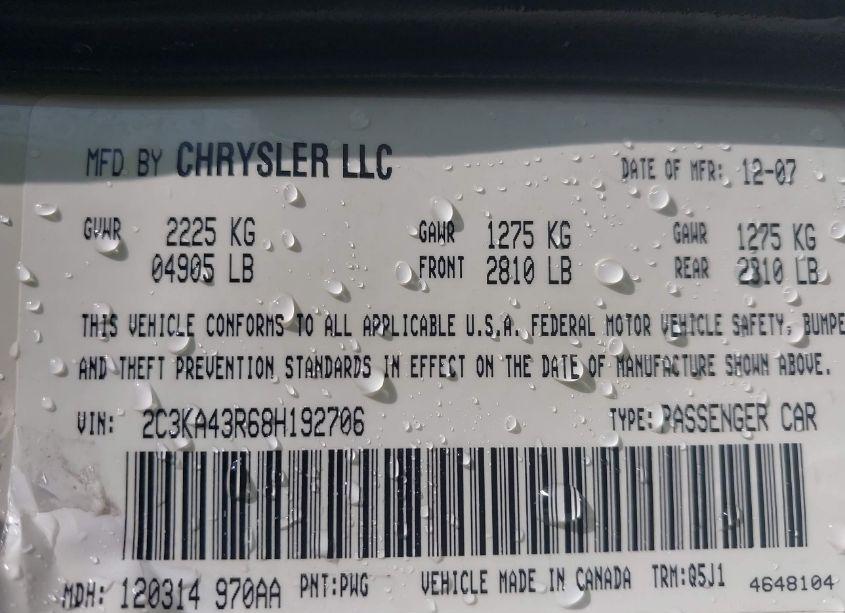 MFD BY CHRYSLER LLC DATE OF MFR: 12-07
GVWR 2225 KG GAWR 1275 KG GAWR 1275 KG
04905 LB FRONT 2810 LB REAR 2810 LB
THIS VEHICLE CONFORMS TO ALL APPLICABLE U.S.A. FEDERAL MOTOR VEHICLE SAFETY, BUMPE
AND THEFT PREVENTION STANDARDS IN EFFECT ON THE DATE OF MANUFACTURE SHOWN ABOVE.
VIN: 2C3KA43R68H192706 TYPE: PASSENGER CAR
MDH: 120314 970AA PNT:PWG VEHICLE MADE IN CANADA TRM:Q5J1 4648104